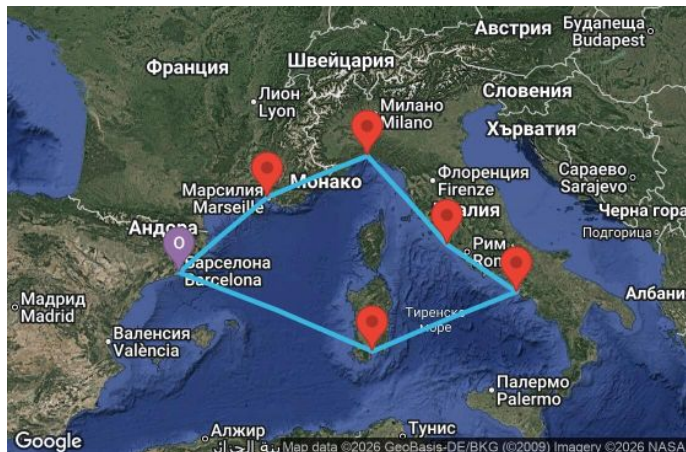 Австрия
Будапеща
Budapest
Швейцария
Франция
Лион
Lyon
Словения
Милано
Milano
Хърватия
Флоренция
Firenze
Сараево
Sarajevo
Марсилия
Marseille
Монако
алия
Черна гора
Андора
Подгорица
0
Рим
Барселона
Barcelona
Мадрид
Madrid
Албани
Тиренско
море
Валенсия
València
Палермо
Palermo
Алжир
Тунис
Google
Map data ©2026 GeoBasis-DE/BKG (©2009) Imagery ©2026 NASA